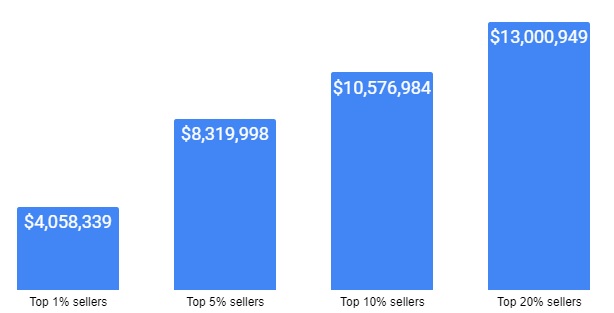 $4,058,339
$8,319,998
$10,576,984
$13,000,949
Top 1% sellers
Top 5% sellers
Top 10% sellers
Top 20% sellers